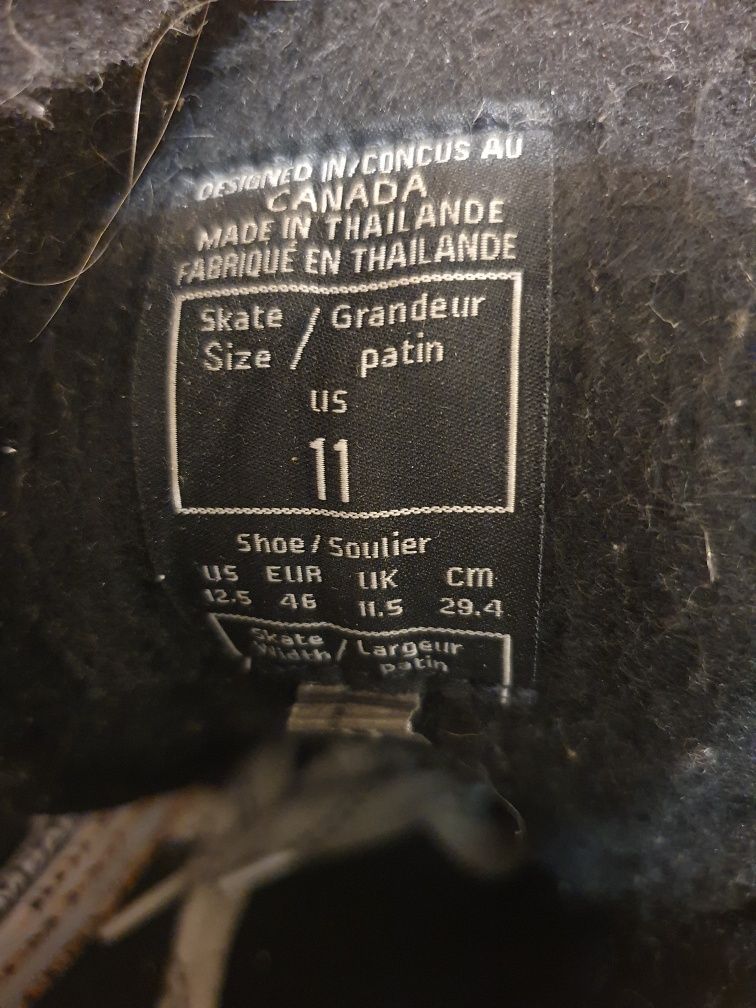 DESIGNED IN/CONCUS AU
CANADA
MADE IN THAILANDE
FABRIQUÉ EN THAILANDE
Skate / Grandeur
Size / patin
US
11
Shoe/Soulier
US EUR UK cm
12.5 46 11.5 29.4
Skate / Largeur
Width / patin